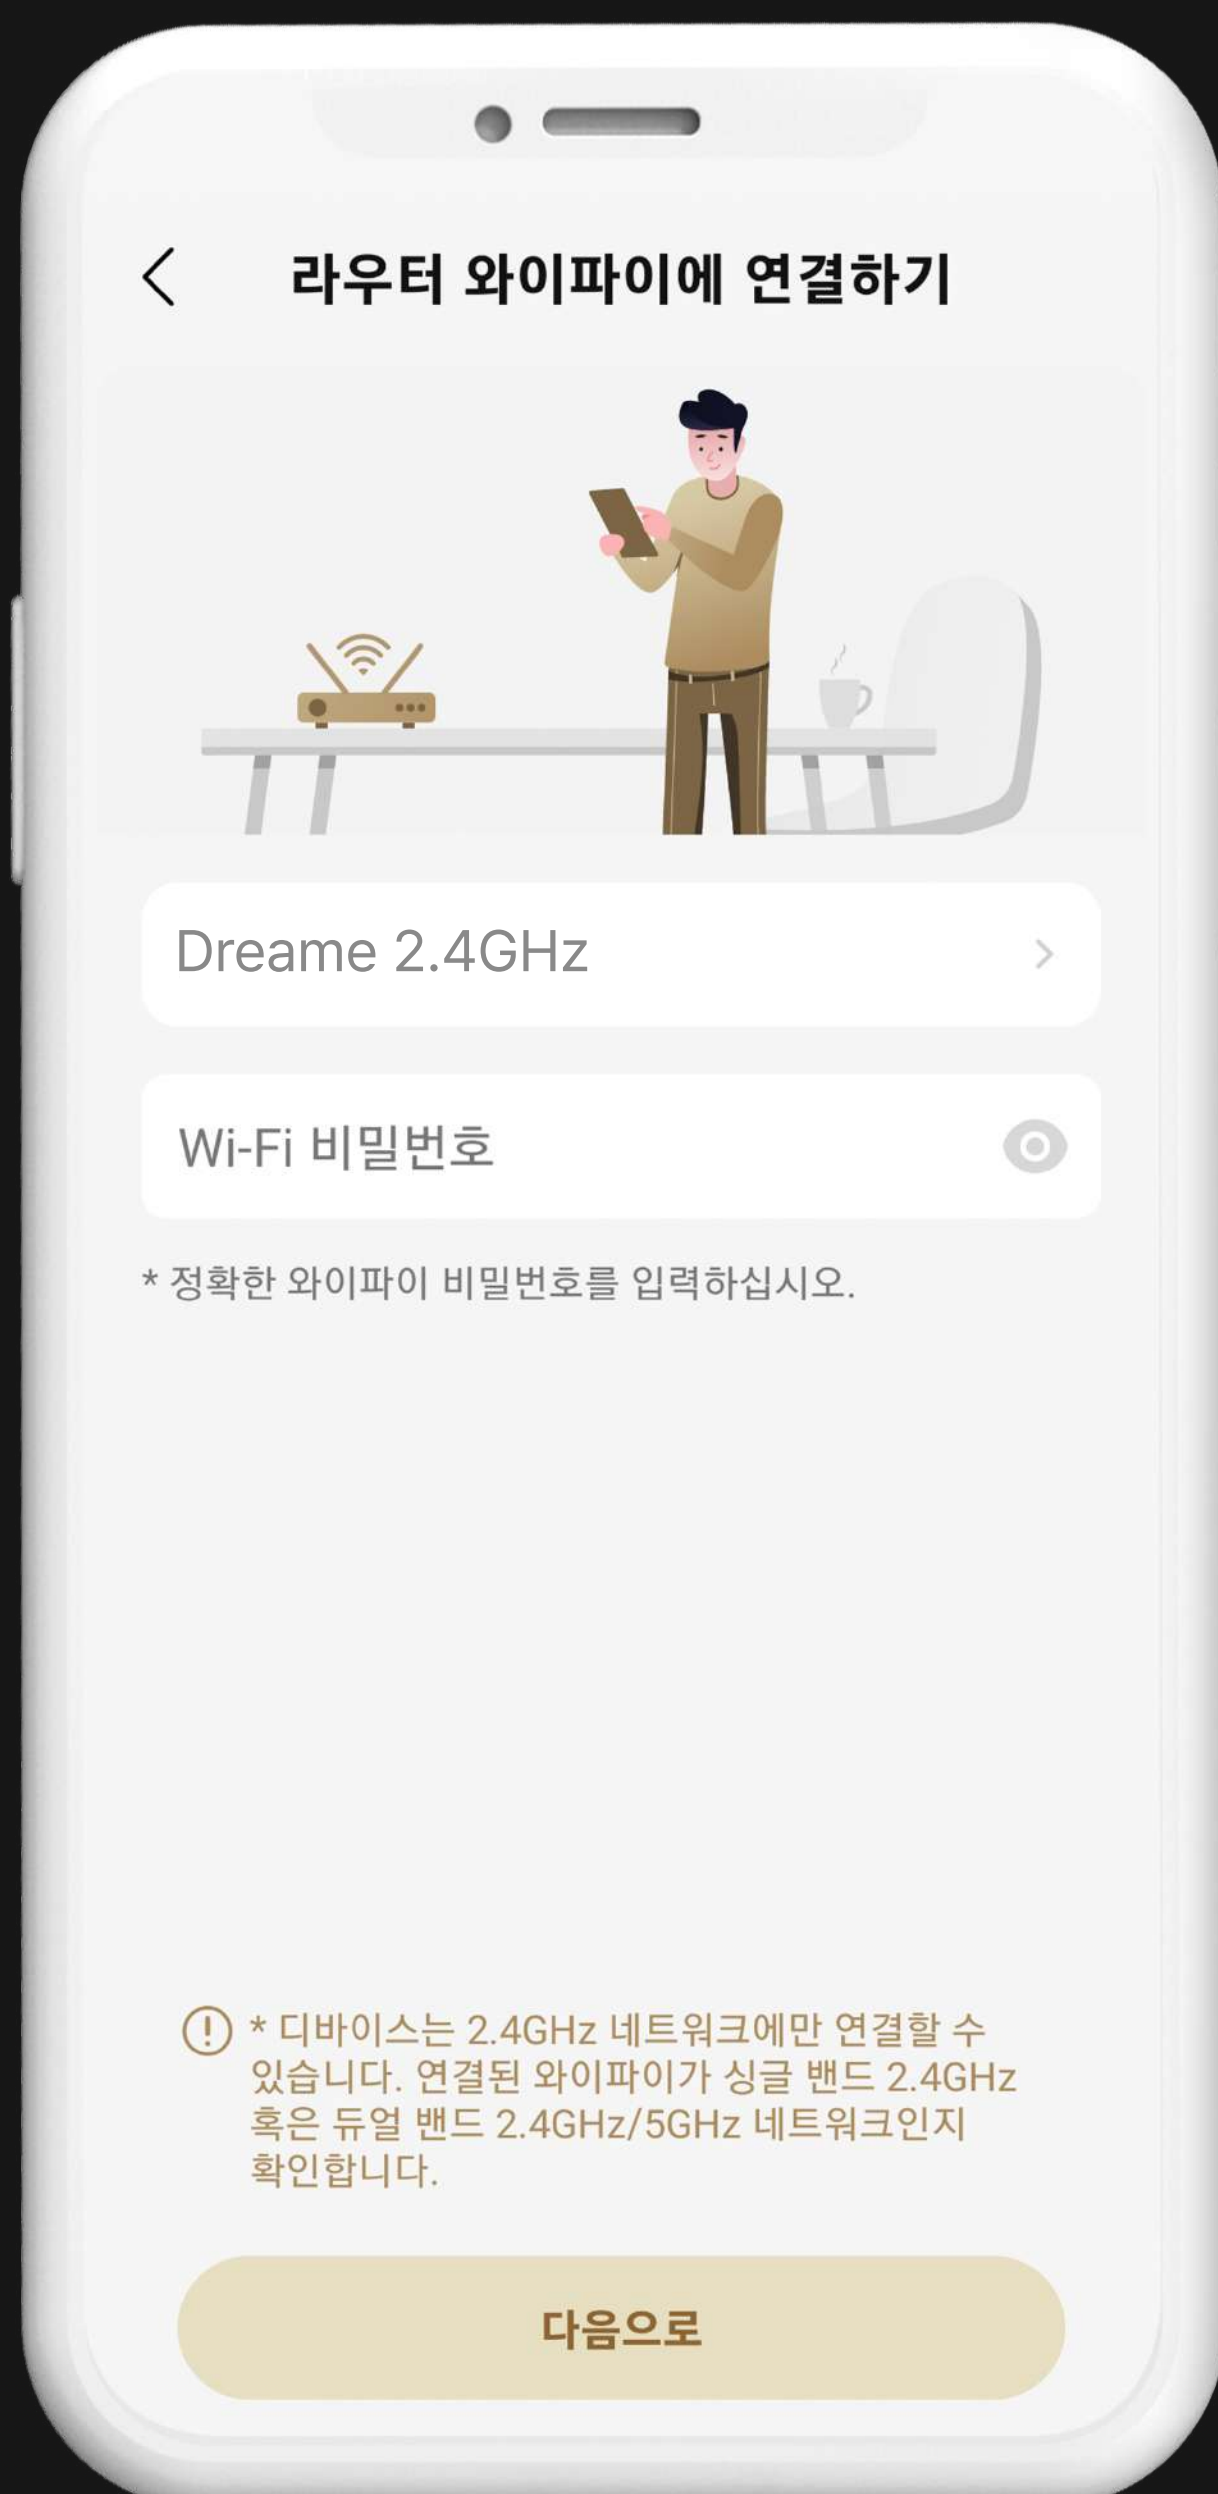 라우터 와이파이에 연결하기
Dreame 2.4GHz
Wi-Fi 비밀번호
* 정확한 와이파이 비밀번호를 입력하십시오.
* 디바이스는 2.4GHz 네트워크에만 연결할 수
있습니다. 연결된 와이파이가 싱글 밴드 2.4GHz
혹은 듀얼 밴드 2.4GHz/5GHz 네트워크인지
확인합니다.
다음으로